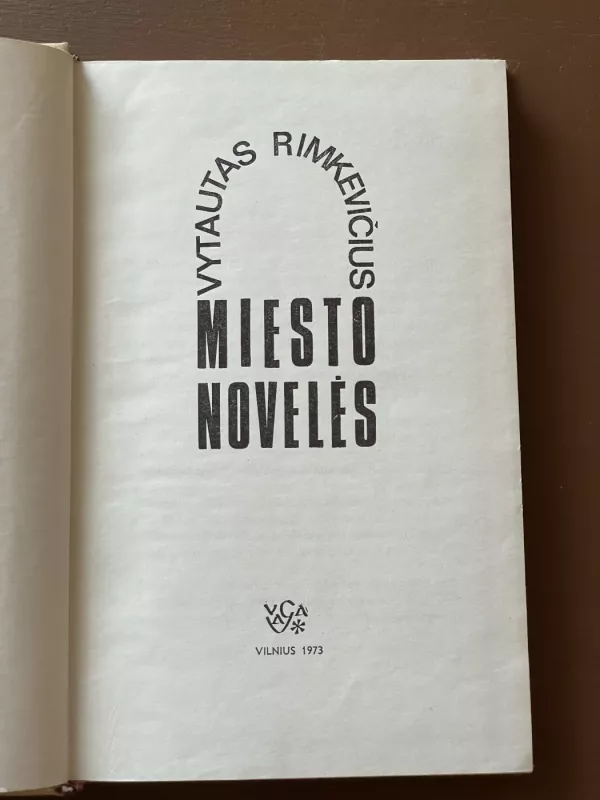 VYTAUTAS RIMKEVIČIUS
MIESTO
NOVELĖS
VAGA
VILNIUS 1973